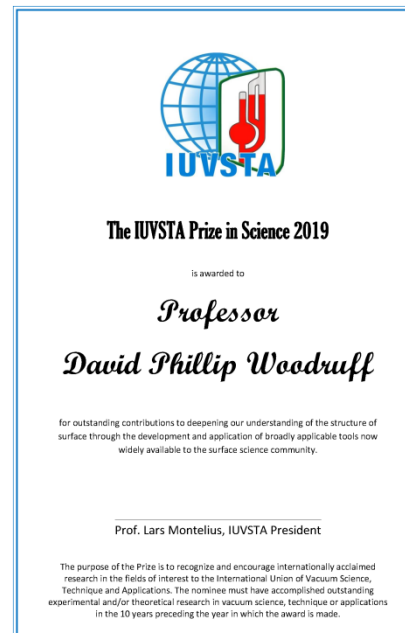 IUVSTA
The IUVSTA Prize in Science 2019
is awarded to
Professor
David Phillip Woodruff
for outstanding contributions to deepening our understanding of the structure of
surface through the development and application of broadly applicable tools now
widely available to the surface science community.
Prof. Lars Montelius, IUVSTA President
The purpose of the Prize is to recognize and encourage internationally acclaimed
research in the fields of interest to the International Union of Vacuum Science,
Technique and Applications. The nominee must have accomplished outstanding
experimental and/or theoretical research in vacuum science, technique or applications
in the 10 years preceding the year in which the award is made.